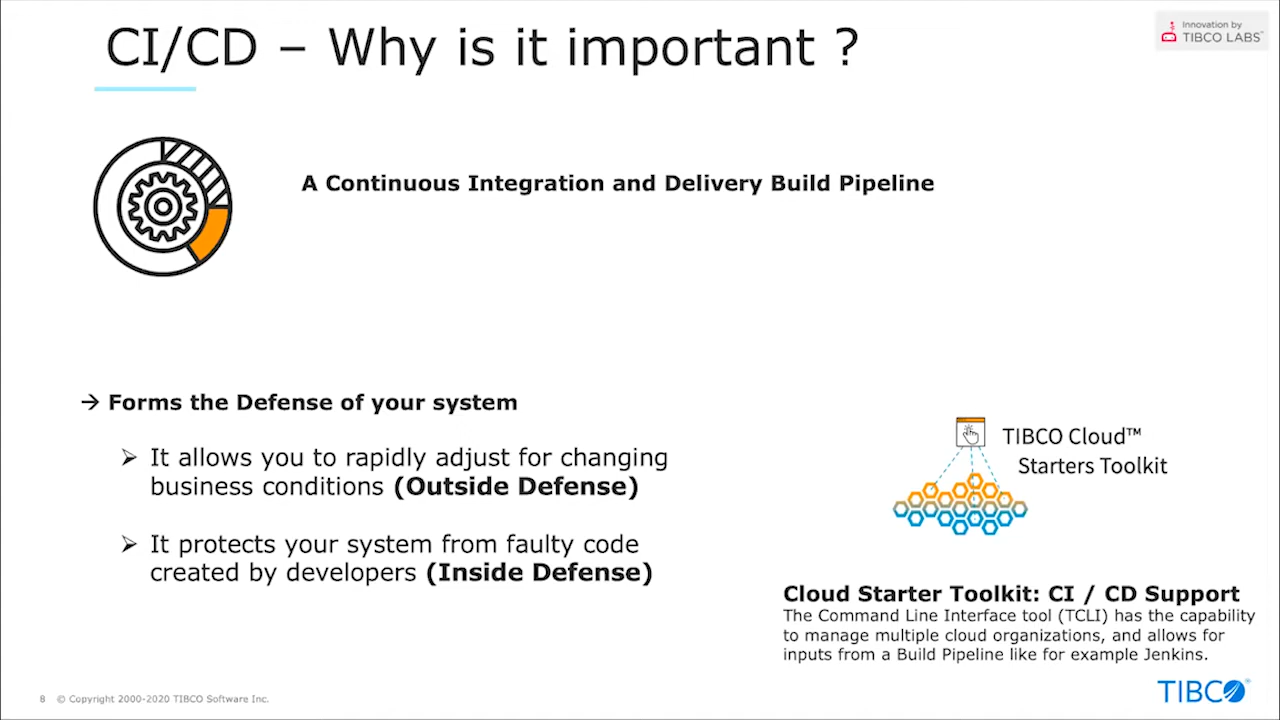 CI/CD – Why is it important ?
Innovation by
TIBCO LABS™
A Continuous Integration and Delivery Build Pipeline
→ Forms the Defense of your system
➢ It allows you to rapidly adjust for changing
business conditions (Outside Defense)
➢ It protects your system from faulty code
created by developers (Inside Defense)
TIBCO Cloud™
Starters Toolkit
Cloud Starter Toolkit: CI / CD Support
The Command Line Interface tool (TCLI) has the capability
to manage multiple cloud organizations, and allows for
inputs from a Build Pipeline like for example Jenkins.
8 © Copyright 2000-2020 TIBCO Software Inc.
TIBCO®